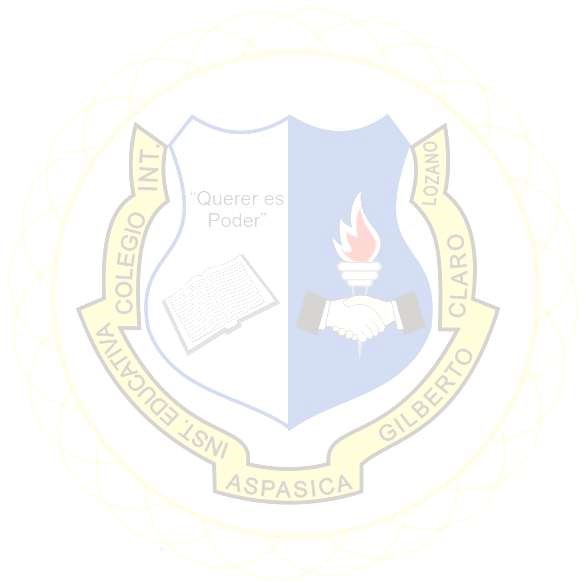 "Querer es
Poder"
INST. EDUCATIVA COLEGIO INT.
GILBERTO CLARO LOZANO
ASPASICA